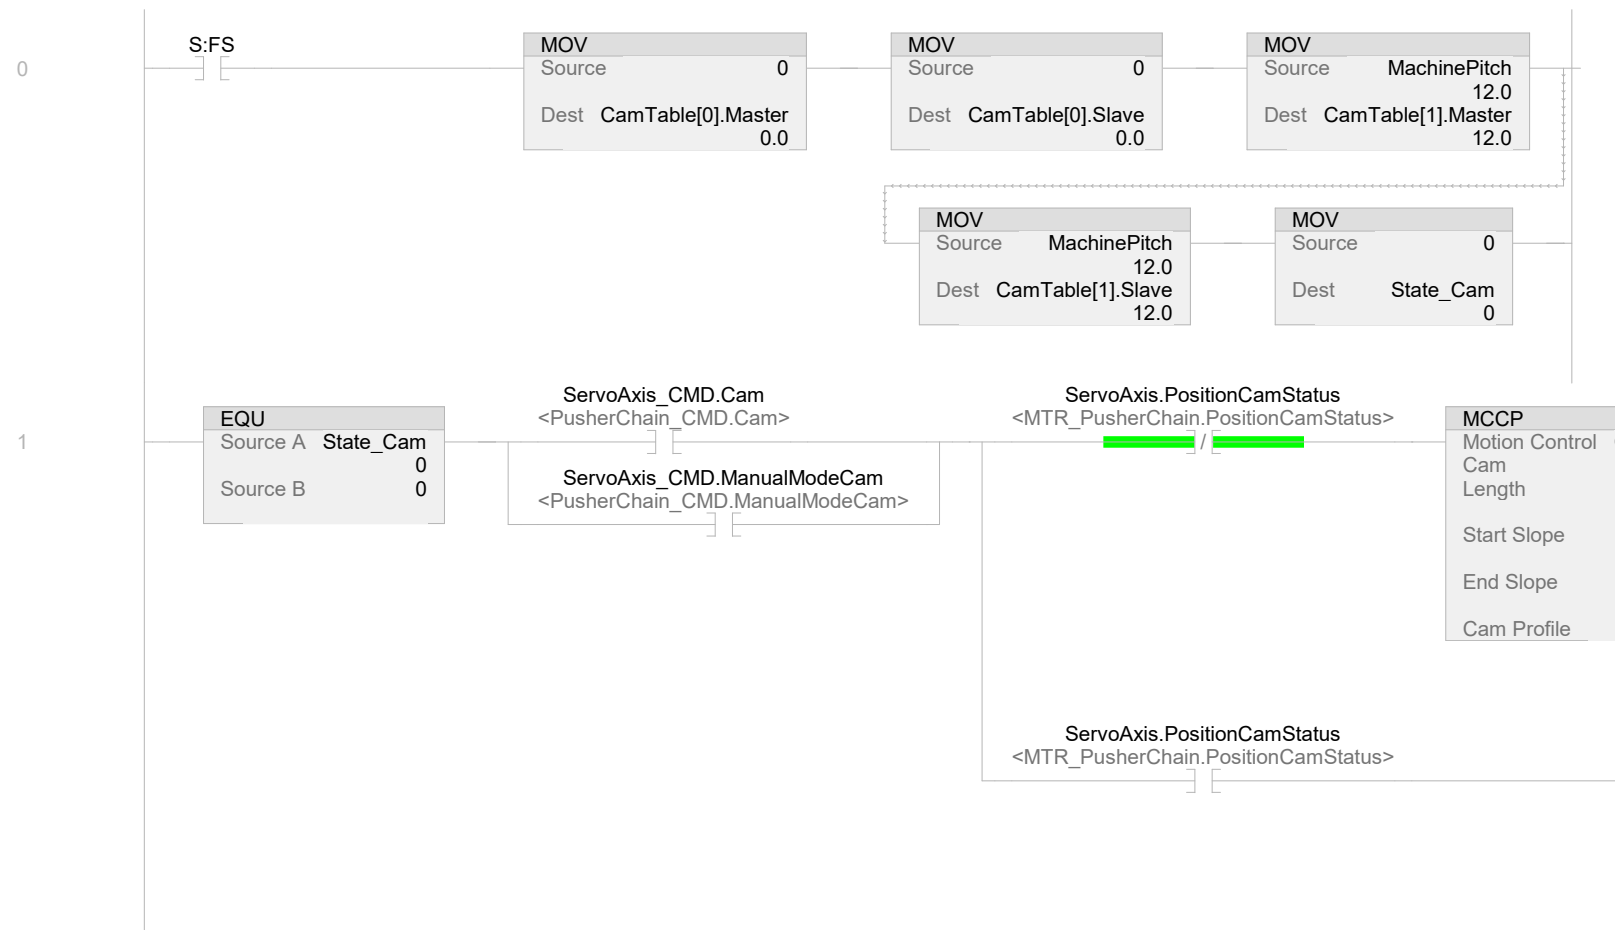 0
S:FS
MOV
Source 0
Dest CamTable[0].Master
0.0
MOV
Source 0
Dest CamTable[0].Slave
0.0
MOV
Source MachinePitch
12.0
Dest CamTable[1].Master
12.0
MOV
Source MachinePitch
12.0
Dest CamTable[1].Slave
12.0
MOV
Source 0
Dest State_Cam
0
1
EQU
Source A State_Cam
0
Source B 0
ServoAxis_CMD.Cam
<PusherChain_CMD.Cam>
ServoAxis_CMD.ManualModeCam
<PusherChain_CMD.ManualModeCam>
ServoAxis.PositionCamStatus
<MTR_PusherChain.PositionCamStatus>
/
MCCP
Motion Control
Cam
Length
Start Slope
End Slope
Cam Profile
ServoAxis.PositionCamStatus
<MTR_PusherChain.PositionCamStatus>